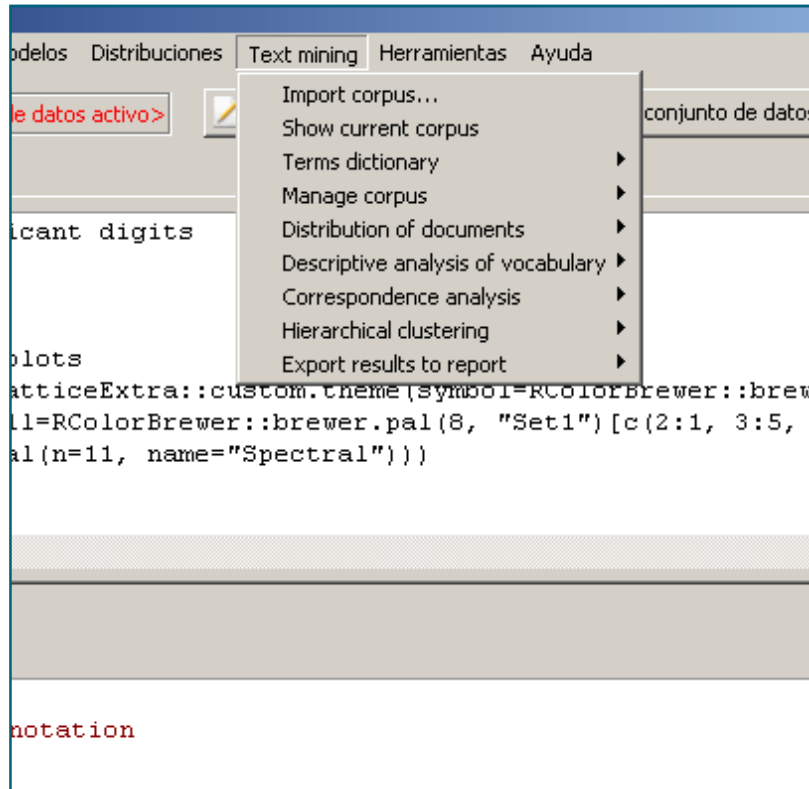 odelos Distribuciones Text mining Herramientas Ayuda
de datos activo> conjunto de datos
Import corpus...
Show current corpus
Terms dictionary
Manage corpus
Distribution of documents
Descriptive analysis of vocabulary
Correspondence analysis
Hierarchical clustering
Export results to report
icant digits
plots
atticeExtra::custom.theme(symbol=RColorBrewer::brew
ll=RColorBrewer::brewer.pal(8, "Set1")[c(2:1, 3:5,
al(n=11, name="Spectral")))
notation